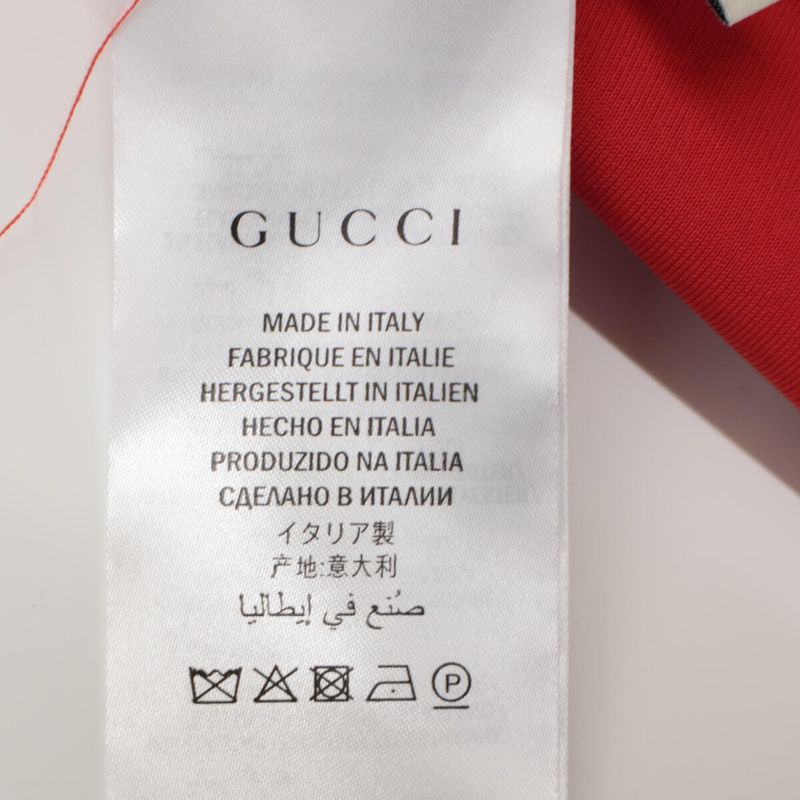 GUCCI
MADE IN ITALY
FABRIQUE EN ITALIE
HERGESTELLT IN ITALIEN
HECHO EN ITALIA
PRODUZIDO NA ITALIA
СДЕЛАНО В ИТАЛИИ
イタリア製
产地:意大利
صُنع في إيطاليا
P